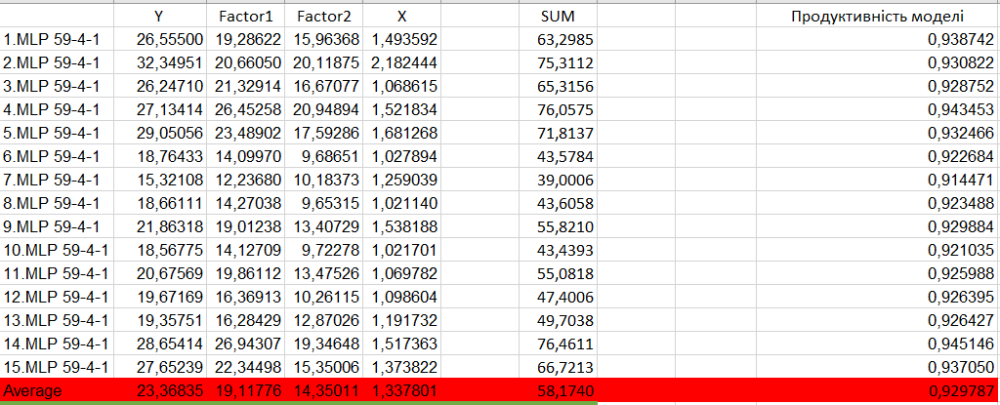 Y Factor1 Factor2 X SUM Продуктивність моделі
1.MLP 59-4-1 26,55500 19,28622 15,96368 1,493592 63,2985 0,938742
2.MLP 59-4-1 32,34951 20,66050 20,11875 2,182444 75,3112 0,930822
3.MLP 59-4-1 26,24710 21,32914 16,67077 1,068615 65,3156 0,928752
4.MLP 59-4-1 27,13414 26,45258 20,94894 1,521834 76,0575 0,943453
5.MLP 59-4-1 29,05056 23,48902 17,59286 1,681268 71,8137 0,932466
6.MLP 59-4-1 18,76433 14,09970 9,68651 1,027894 43,5784 0,922684
7.MLP 59-4-1 15,32108 12,23680 10,18373 1,259039 39,0006 0,914471
8.MLP 59-4-1 18,66111 14,27038 9,65315 1,021140 43,6058 0,923488
9.MLP 59-4-1 21,86318 19,01238 13,40729 1,538188 55,8210 0,929884
10.MLP 59-4-1 18,56775 14,12709 9,72278 1,021701 43,4393 0,921035
11.MLP 59-4-1 20,67569 19,86112 13,47526 1,069782 55,0818 0,925988
12.MLP 59-4-1 19,67169 16,36913 10,26115 1,098604 47,4006 0,926395
13.MLP 59-4-1 19,35751 16,28429 12,87026 1,191732 49,7038 0,926427
14.MLP 59-4-1 28,65414 26,94307 19,34648 1,517363 76,4611 0,945146
15.MLP 59-4-1 27,65239 22,34498 15,35006 1,373822 66,7213 0,937050
Average 23,36835 19,11776 14,35011 1,337801 58,1740 0,929787